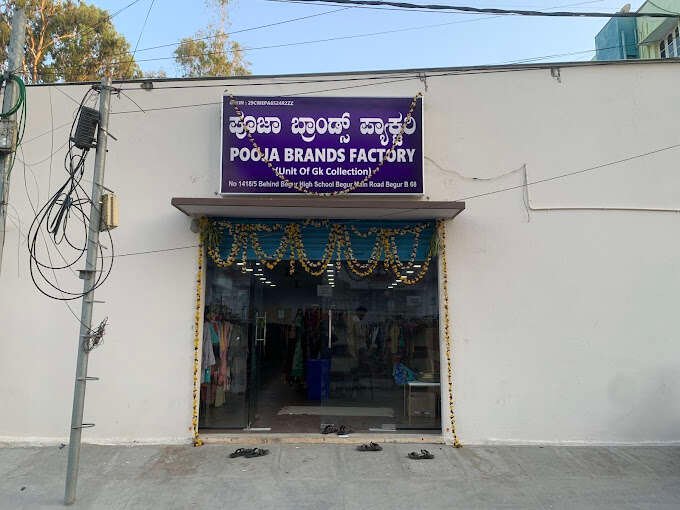 ಪೂಜಾ ಬ್ರಾಂಡ್ಸ್ ಫ್ಯಾಕ್ಟರಿ
POOJA BRANDS FACTORY
(Unit Of Gk Collection)
No 1418/5 Behind Begur High School Begur Main Road Begur B 68